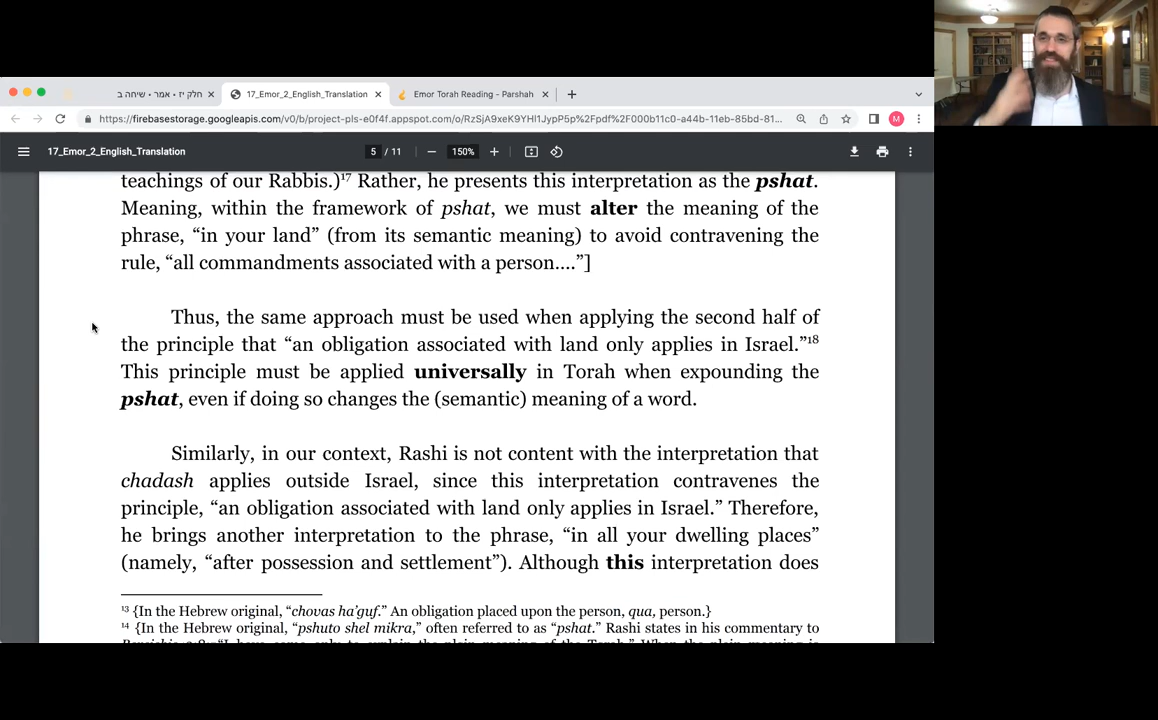 חלק יז • אמר • שיחה ב
17_Emor_2_English_Translation
Emor Torah Reading - Parshah
https://firebasestorage.googleapis.com/v0/b/project-pls-e0f4f.appspot.com/o/RzSjA9xeK9YHl1JypP5p%2Fpdf%2F000b11c0-a44b-11eb-85bd-81...
M
17_Emor_2_English_Translation
5 / 11
150%
teachings of our Rabbis.)17 Rather, he presents this interpretation as the pshat.
Meaning, within the framework of pshat, we must alter the meaning of the
phrase, “in your land” (from its semantic meaning) to avoid contravening the
rule, “all commandments associated with a person....”]
Thus, the same approach must be used when applying the second half of
the principle that “an obligation associated with land only applies in Israel.”18
This principle must be applied universally in Torah when expounding the
pshat, even if doing so changes the (semantic) meaning of a word.
Similarly, in our context, Rashi is not content with the interpretation that
chadash applies outside Israel, since this interpretation contravenes the
principle, “an obligation associated with land only applies in Israel.” Therefore,
he brings another interpretation to the phrase, “in all your dwelling places”
(namely, “after possession and settlement”). Although this interpretation does
13 {In the Hebrew original, “chovas ha'guf.” An obligation placed upon the person, qua, person.}
14 {In the Hebrew original, “pshuto shel mikra,” often referred to as “pshat.” Rashi states in his commentary to